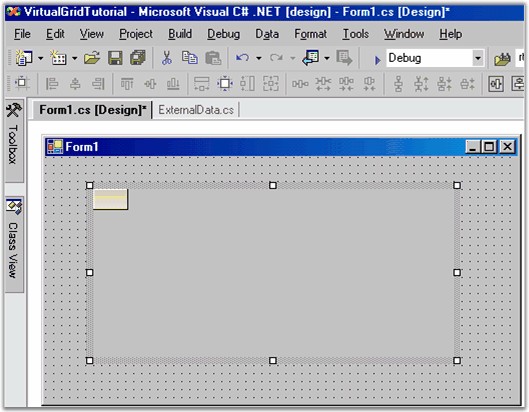 VirtualGridTutorial - Microsoft Visual C# .NET [design] - Form1.cs [Design]*
File Edit View Project Build Debug Data Format Tools Window Help
Debug
Form1.cs [Design]* ExternalData.cs
Toolbox
Class View
Form1